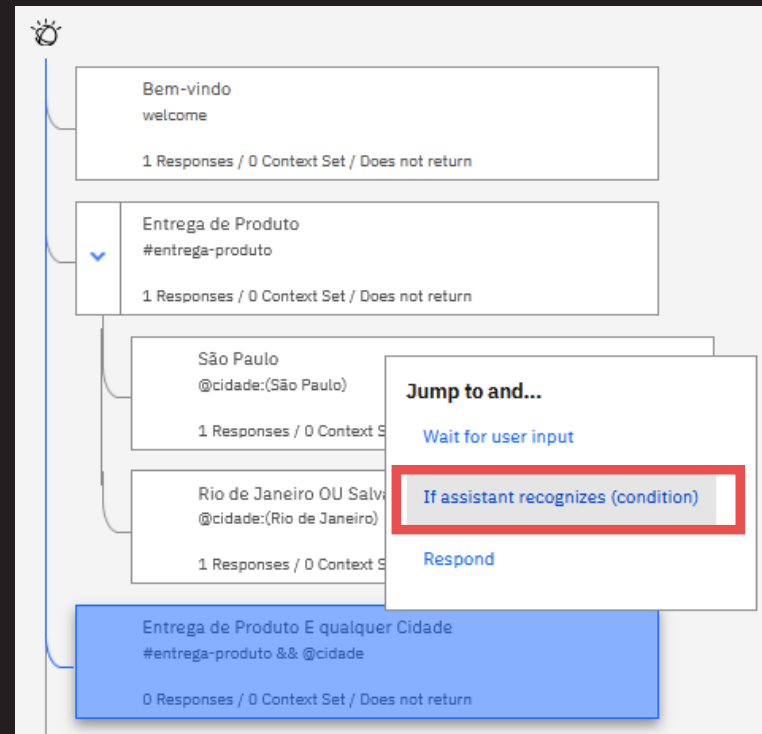 Bem-vindo
welcome
1 Responses / 0 Context Set / Does not return
Entrega de Produto
#entrega-produto
1 Responses / 0 Context Set / Does not return
São Paulo
@cidade:(São Paulo)
1 Responses / 0 Context S
Jump to and...
Wait for user input
If assistant recognizes (condition)
Respond
Rio de Janeiro OU Salva
@cidade:(Rio de Janeiro)
1 Responses / 0 Context S
Entrega de Produto E qualquer Cidade
#entrega-produto && @cidade
0 Responses / 0 Context Set / Does not return